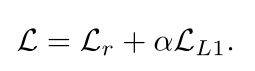 ℒ = ℒ_r + αℒ_{L1}.